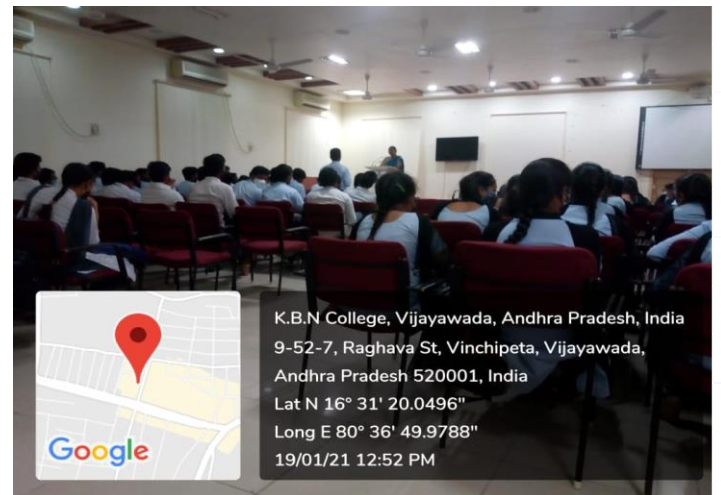 K.B.N College, Vijayawada, Andhra Pradesh, India
9-52-7, Raghava St, Vinchipeta, Vijayawada,
Andhra Pradesh 520001, India
Lat N 16° 31' 20.0496"
Long E 80° 36' 49.9788"
19/01/21 12:52 PM
Google